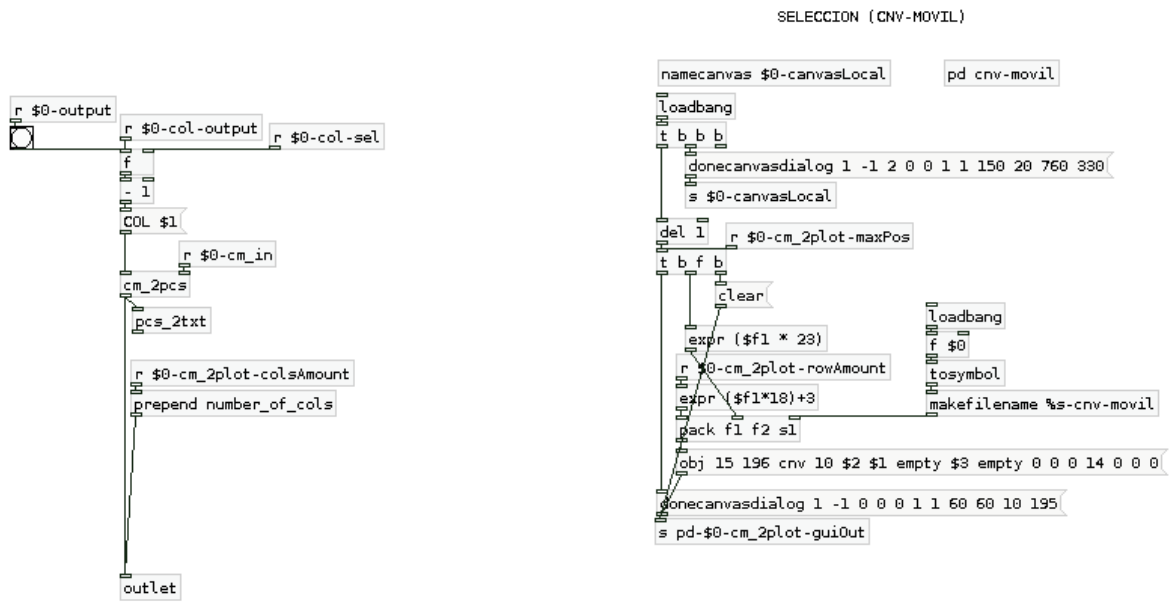 SELECCION (CNV-MOVIL)
r $0-output
r $0-col-output
r $0-col-sel
f
- 1
COL $1
r $0-cm_in
cm_2pcs
pcs_2txt
r $0-cm_2plot-colsAmount
prepend number_of_cols
outlet
namecanvas $0-canvasLocal
pd cnv-movil
loadbang
t b b b
donecanvasdialog 1 -1 2 0 0 1 1 150 20 760 330
s $0-canvasLocal
del 1
r $0-cm_2plot-maxPos
t b f b
clear
expr ($f1 * 23)
r $0-cm_2plot-rowAmount
expr ($f1*18)+3
pack f1 f2 s1
loadbang
f $0
tosymbol
makefilename %s-cnv-movil
obj 15 196 cnv 10 $2 $1 empty $3 empty 0 0 0 14 0 0 0
donecanvasdialog 1 -1 0 0 0 1 1 60 60 10 195
s pd-$0-cm_2plot-guiOut